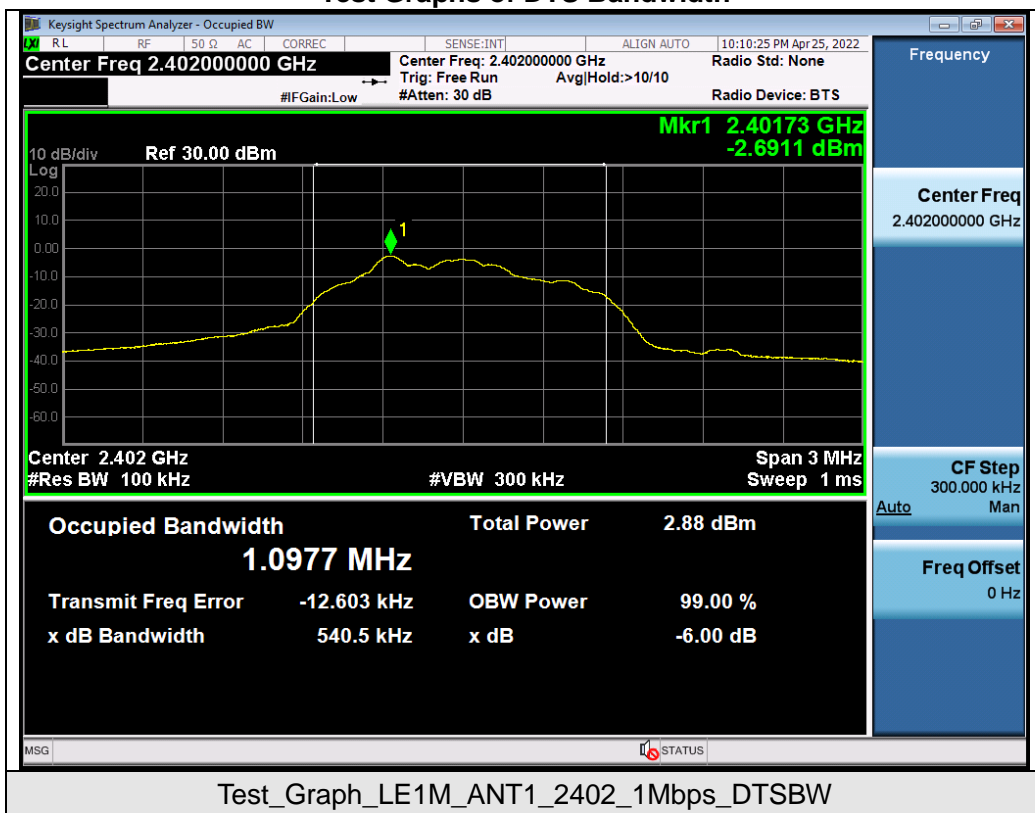 Test Graphs of DTS Bandwidth
Keysight Spectrum Analyzer - Occupied BW
LXI RL RF 50 Ω AC CORREC SENSE:INT ALIGN AUTO 10:10:25 PM Apr 25, 2022
Center Freq 2.402000000 GHz
Center Freq: 2.402000000 GHz Radio Std: None
Trig: Free Run Avg|Hold:>10/10
#IFGain:Low #Atten: 30 dB Radio Device: BTS
Mkr1 2.40173 GHz
-2.6911 dBm
10 dB/div Ref 30.00 dBm
Log
20.0
10.0
0.00
-10.0
-20.0
-30.0
-40.0
-50.0
-60.0
1
Center 2.402 GHz Span 3 MHz
#Res BW 100 kHz #VBW 300 kHz Sweep 1 ms
Occupied Bandwidth Total Power 2.88 dBm
1.0977 MHz
Transmit Freq Error -12.603 kHz OBW Power 99.00 %
x dB Bandwidth 540.5 kHz x dB -6.00 dB
MSG STATUS
Frequency
Center Freq
2.402000000 GHz
CF Step
300.000 kHz
Auto Man
Freq Offset
0 Hz
Test_Graph_LE1M_ANT1_2402_1Mbps_DTSBW